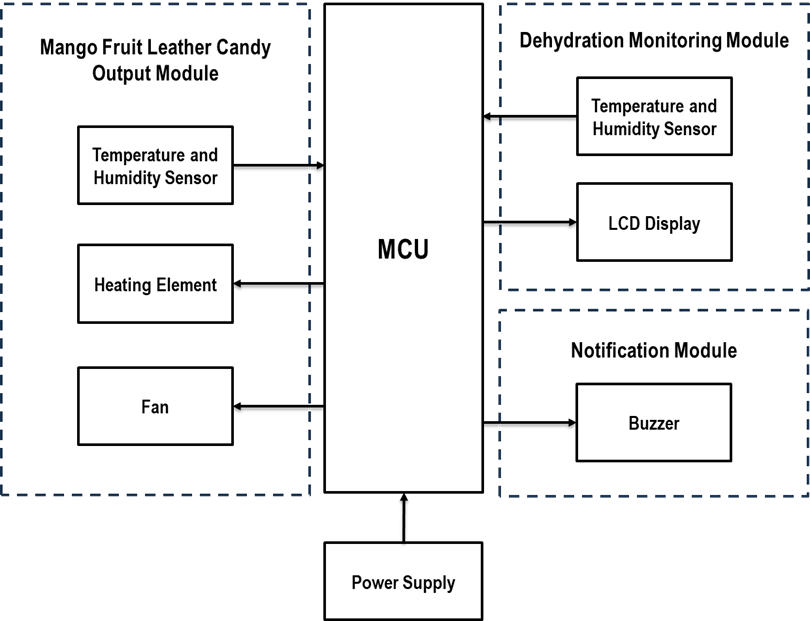 Mango Fruit Leather Candy
Output Module
Temperature and
Humidity Sensor
Heating Element
Fan
MCU
Power Supply
Dehydration Monitoring Module
Temperature and
Humidity Sensor
LCD Display
Notification Module
Buzzer